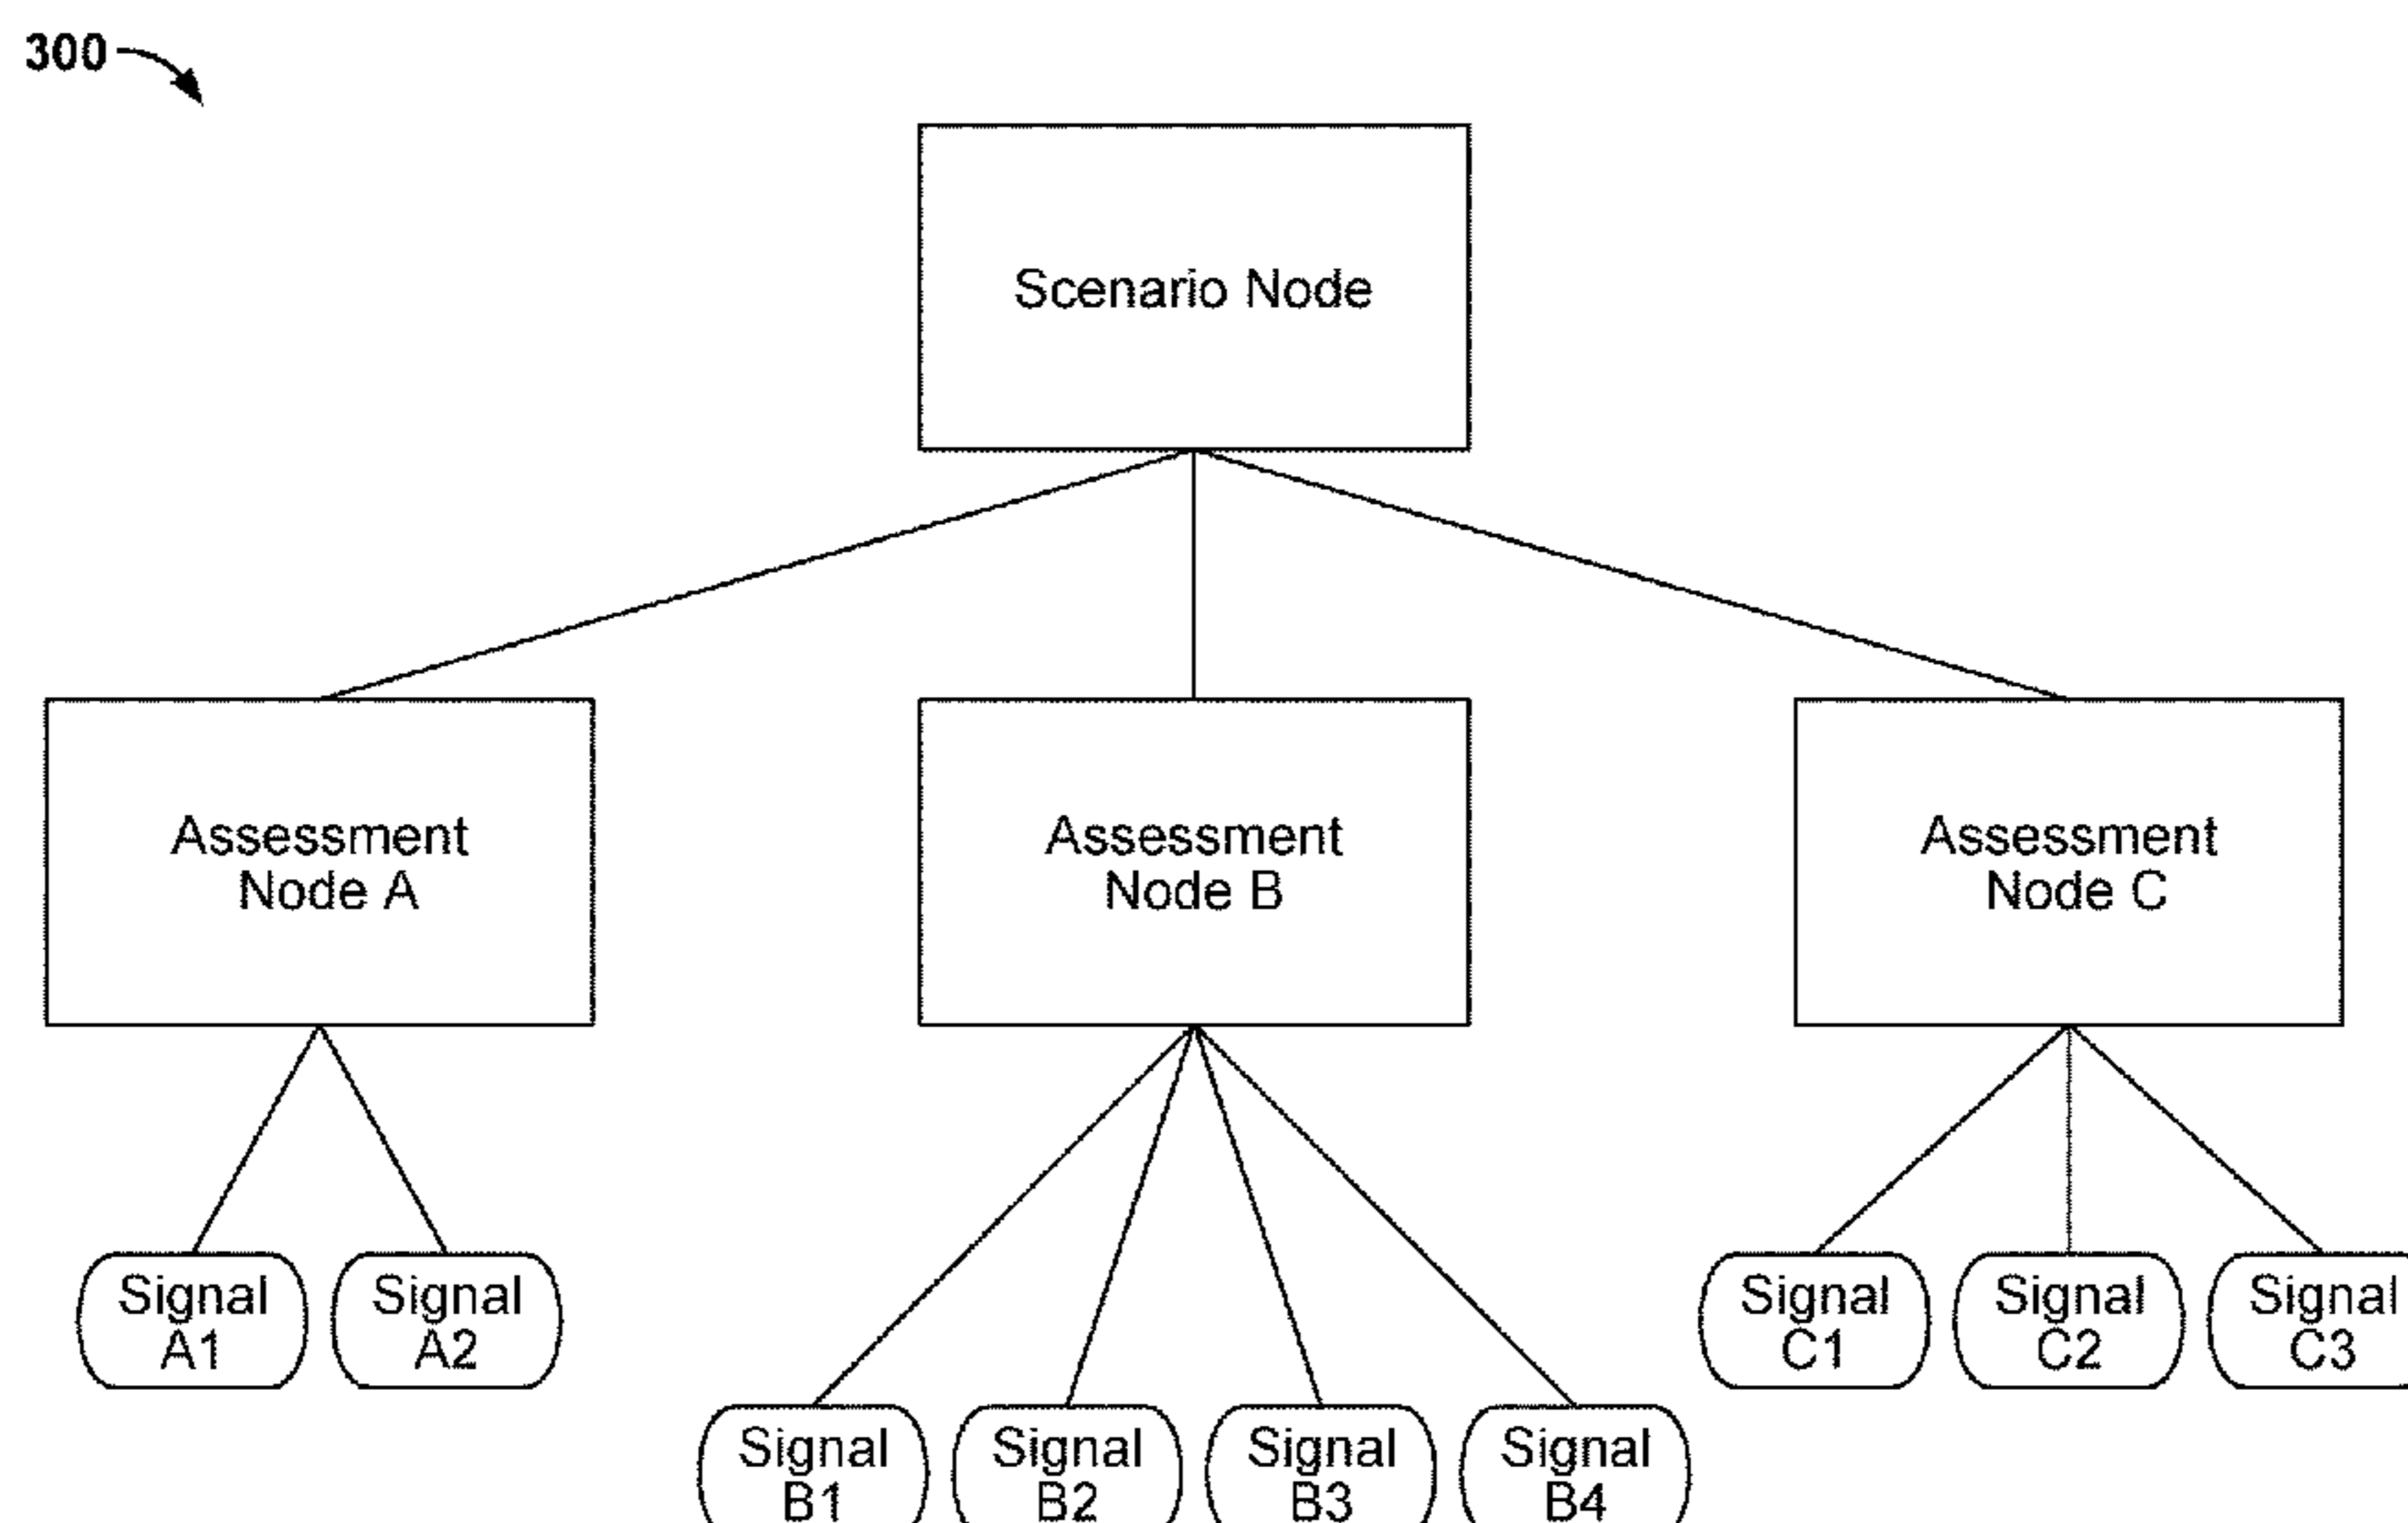 300
Scenario Node
Assessment
Node A
Assessment
Node B
Assessment
Node C
Signal
A1
Signal
A2
Signal
C1
Signal
C2
Signal
C3
Signal
B1
Signal
B2
Signal
B3
Signal
B4